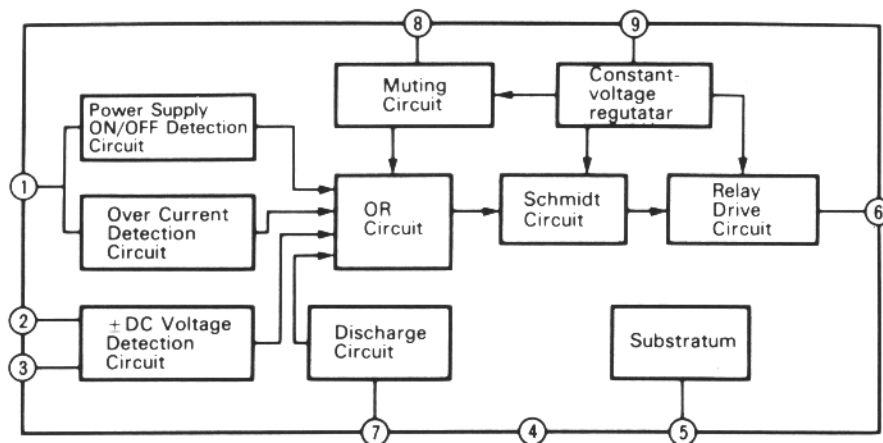 8
9
Muting
Circuit
Constant-
voltage
regutatar
Power Supply
ON/OFF Detection
Circuit
1
Over Current
Detection
Circuit
OR
Circuit
Schmidt
Circuit
Relay
Drive
Circuit
6
2
3
± DC Voltage
Detection
Circuit
Discharge
Circuit
Substratum
7
4
5